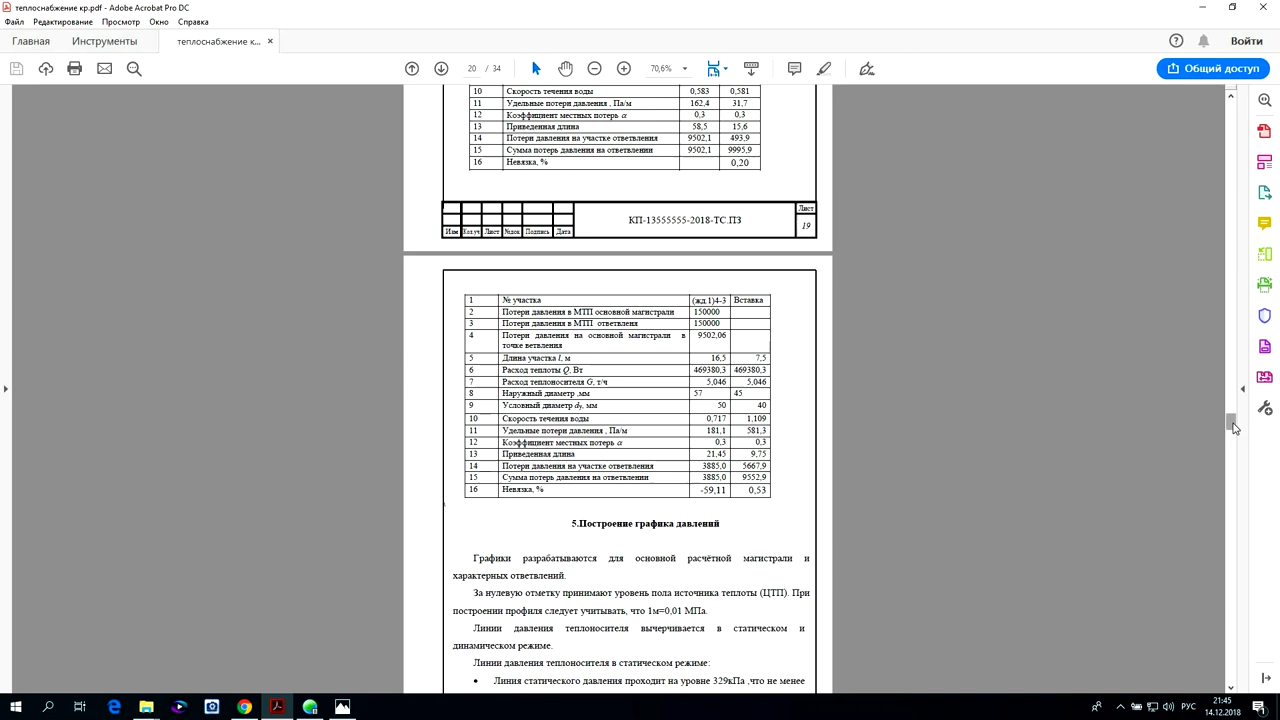 теплоснабжение кр.pdf - Adobe Acrobat Pro DC
Файл Редактирование Просмотр Окно Справка
Главная Инструменты теплоснабжение к... × Войти
20 / 34 70,6% Общий доступ
10 Скорость течения воды 0,583 0,581
11 Удельные потери давления , Па/м 162,4 31,7
12 Коэффициент местных потерь α 0,3 0,3
13 Приведенная длина 58,5 15,6
14 Потери давления на участке ответвления 9502,1 493,9
15 Сумма потерь давления на ответвлении 9502,1 9995,9
16 Невязка, % 0,20
КП-13555555-2018-ТС.ПЗ
Лист
19
Изм Кол.уч Лист №док Подпись Дата
1 № участка (жд.1)4-3 Вставка
2 Потери давления в МТП основной магистрали 150000
3 Потери давления в МТП ответвленя 150000
4 Потери давления на основной магистрали в 9502,06
точке ветвления
5 Длина участка l, м 16,5 7,5
6 Расход теплоты Q, Вт 469380,3 469380,3
7 Расход теплоносителя G, т/ч 5,046 5,046
8 Наружный диаметр ,мм 57 45
9 Условный диаметр dу, мм 50 40
10 Скорость течения воды 0,717 1,109
11 Удельные потери давления , Па/м 181,1 581,3
12 Коэффициент местных потерь α 0,3 0,3
13 Приведенная длина 21,45 9,75
14 Потери давления на участке ответвления 3885,0 5667,9
15 Сумма потерь давления на ответвлении 3885,0 9552,9
16 Невязка, % -59,11 0,53
5.Построение графика давлений
Графики разрабатываются для основной расчётной магистрали и
характерных ответвлений.
За нулевую отметку принимают уровень пола источника теплоты (ЦТП). При
построении профиля следует учитывать, что 1м=0,01 МПа.
Линии давления теплоносителя вычерчивается в статическом и
динамическом режиме.
Линии давления теплоносителя в статическом режиме:
• Линия статического давления проходит на уровне 329кПа ,что не менее
РУС
21:45
14.12.2018